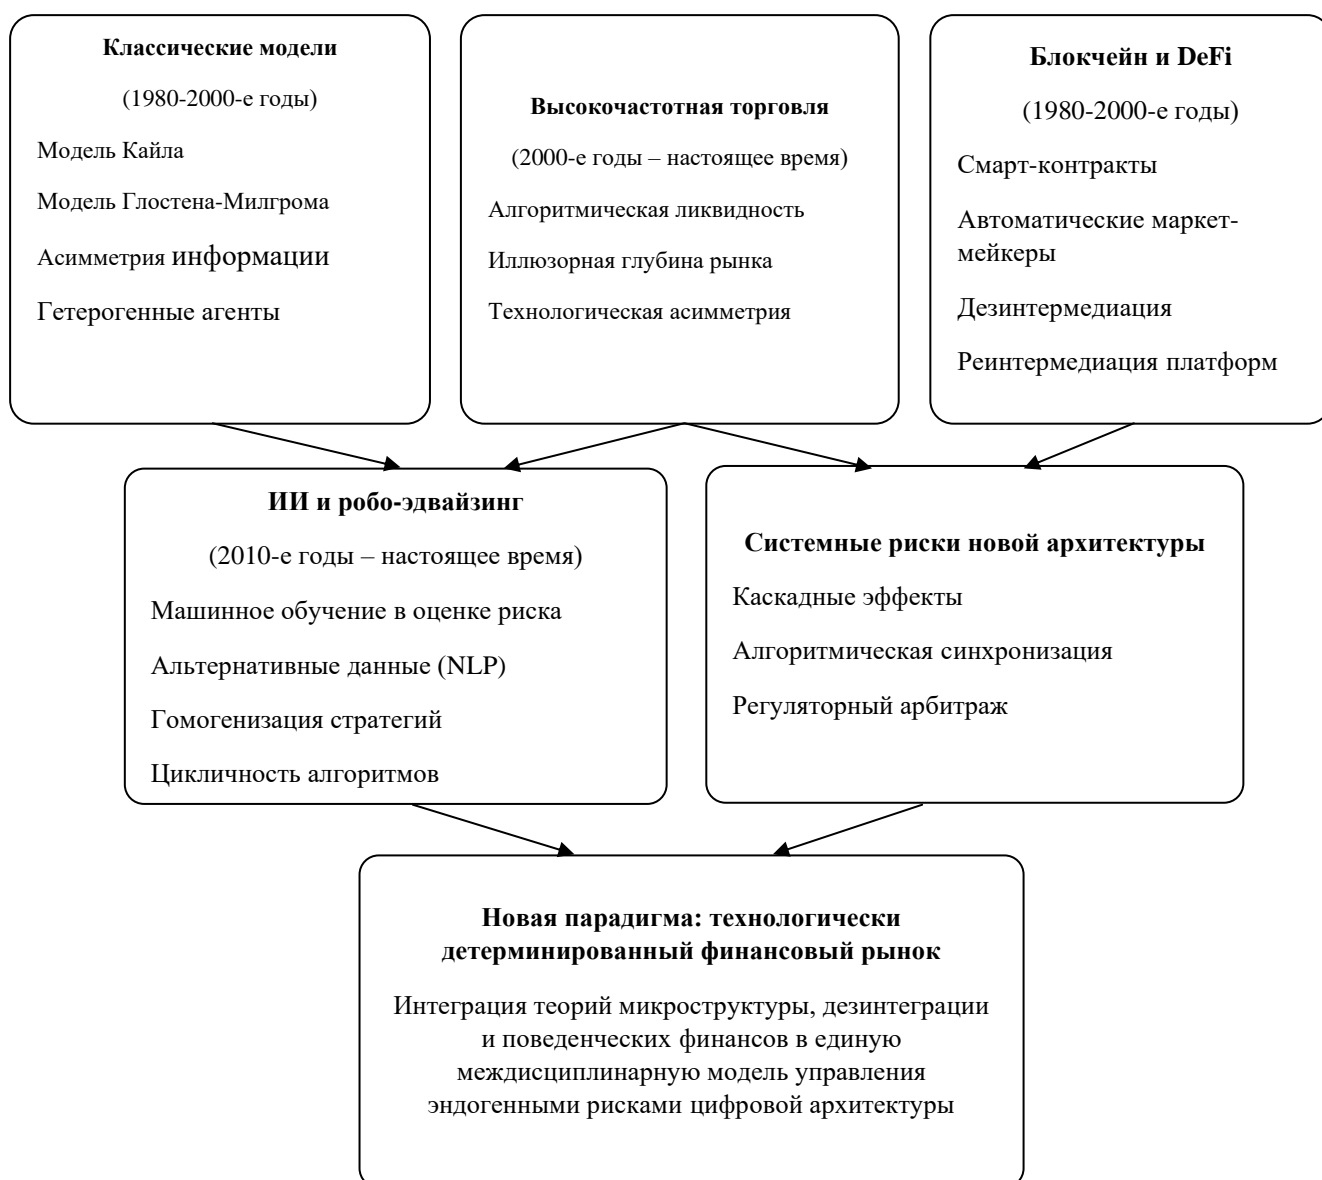 Классические модели
(1980-2000-е годы)
Модель Кайла
Модель Глостена-Милгрома
Асимметрия информации
Гетерогенные агенты
Высокочастотная торговля
(2000-е годы – настоящее время)
Алгоритмическая ликвидность
Иллюзорная глубина рынка
Технологическая асимметрия
Блокчейн и DeFi
(1980-2000-е годы)
Смарт-контракты
Автоматические маркет-
мейкеры
Дезинтермедиация
Реинтермедиация платформ
ИИ и робо-эдвайзинг
(2010-е годы – настоящее время)
Машинное обучение в оценке риска
Альтернативные данные (NLP)
Гомогенизация стратегий
Цикличность алгоритмов
Системные риски новой архитектуры
Каскадные эффекты
Алгоритмическая синхронизация
Регуляторный арбитраж
Новая парадигма: технологически
детерминированный финансовый рынок
Интеграция теорий микроструктуры, дезинтеграции
и поведенческих финансов в единую
междисциплинарную модель управления
эндогенными рисками цифровой архитектуры